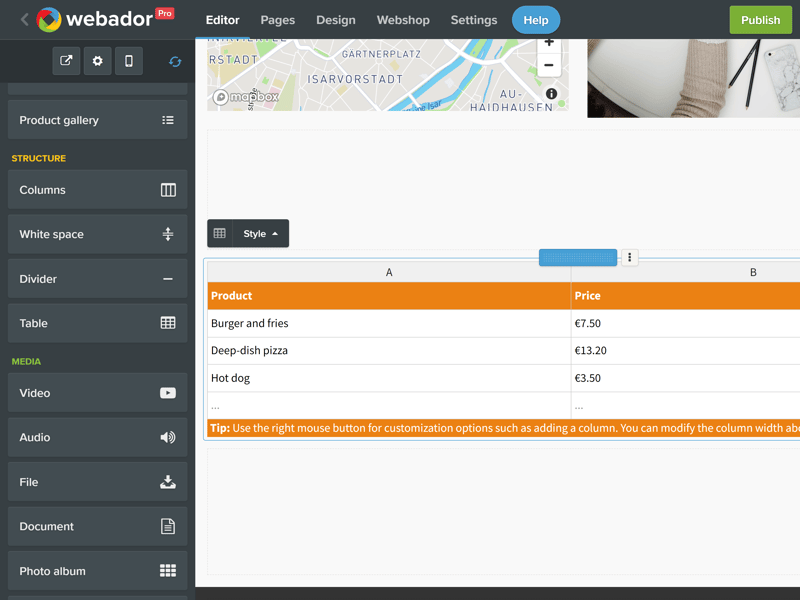 webador Pro
Editor
Pages
Design
Webshop
Settings
Help
Publish
Product gallery
STRUCTURE
Columns
White space
Divider
Table
MEDIA
Video
Audio
File
Document
Photo album
RSTADT
GÄRTNERPLATZ
ISARVORSTADT
AU-
HAIDHAUSEN
mapbox
Style
A
B
Product
Price
Burger and fries
€7.50
Deep-dish pizza
€13.20
Hot dog
€3.50
...
...
Tip: Use the right mouse button for customization options such as adding a column. You can modify the column width abo